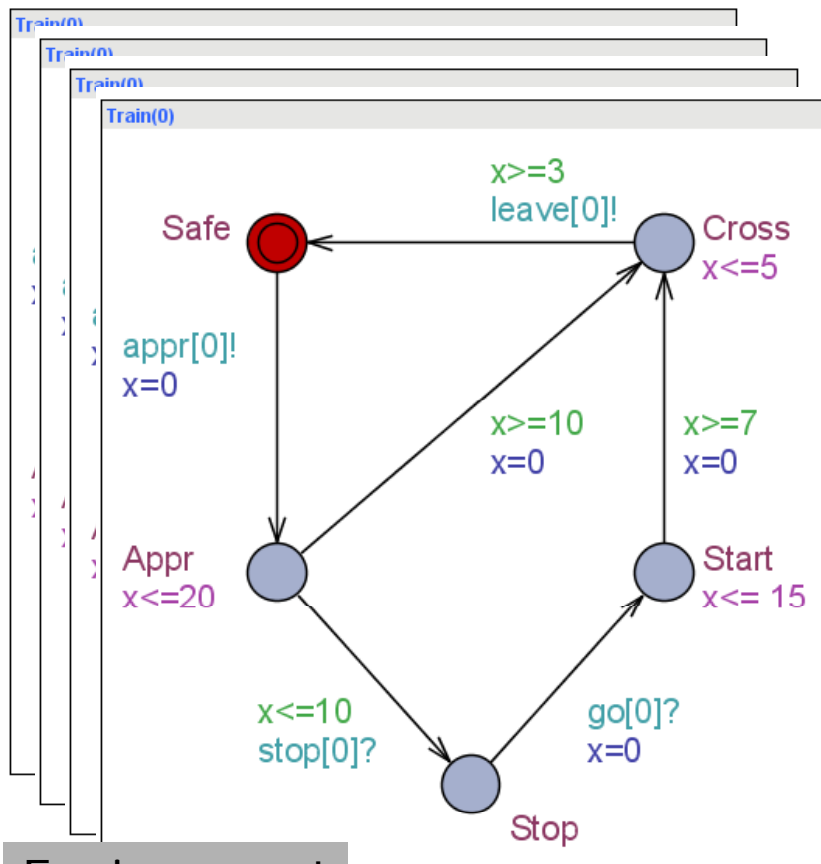 Train(0)
Train(0)
Train(0)
Train(0)
x>=3
leave[0]!
Safe
Cross
x<=5
appr[0]!
x=0
x>=10
x=0
x>=7
x=0
Appr
x<=20
Start
x<= 15
x<=10
stop[0]?
go[0]?
x=0
Stop